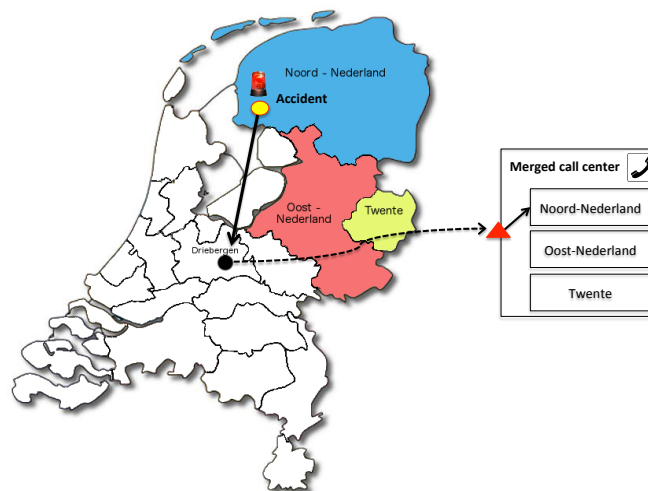 Noord - Nederland
Accident
Oost -
Nederland
Twente
Driebergen
Merged call center
Noord-Nederland
Oost-Nederland
Twente